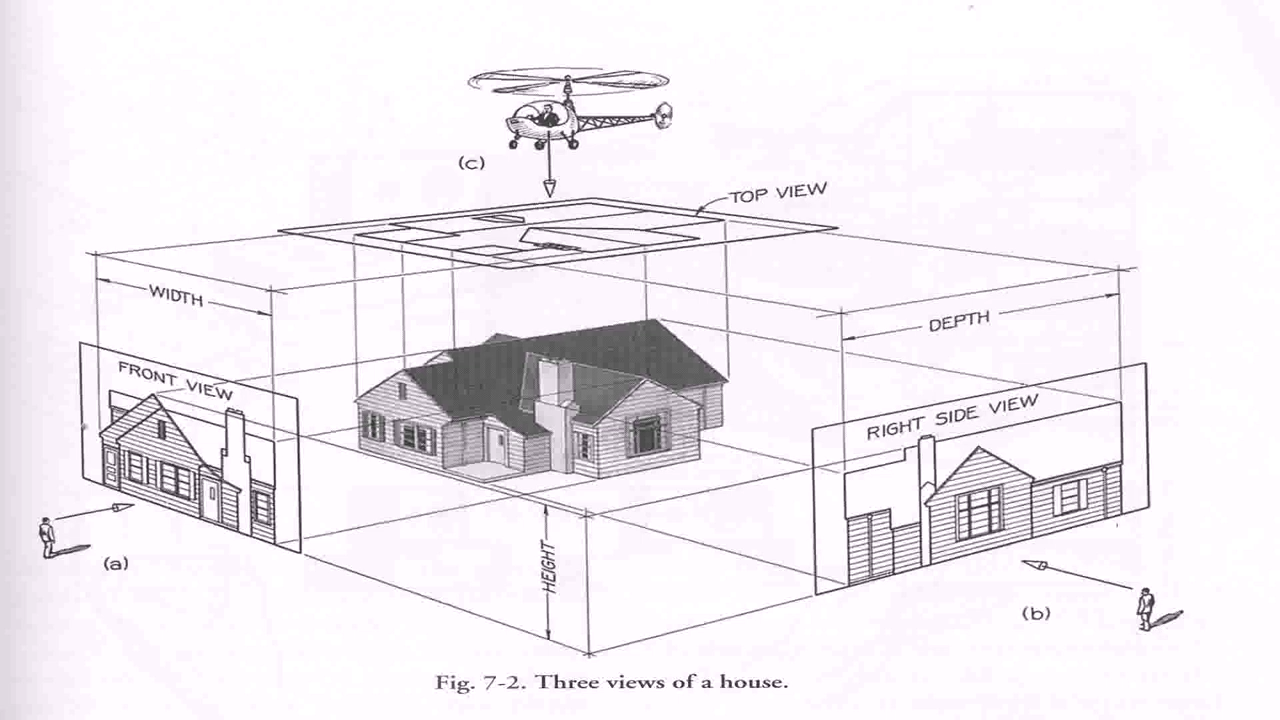 (c)
TOP VIEW
WIDTH
DEPTH
FRONT VIEW
RIGHT SIDE VIEW
HEIGHT
(a)
(b)
Fig. 7-2. Three views of a house.